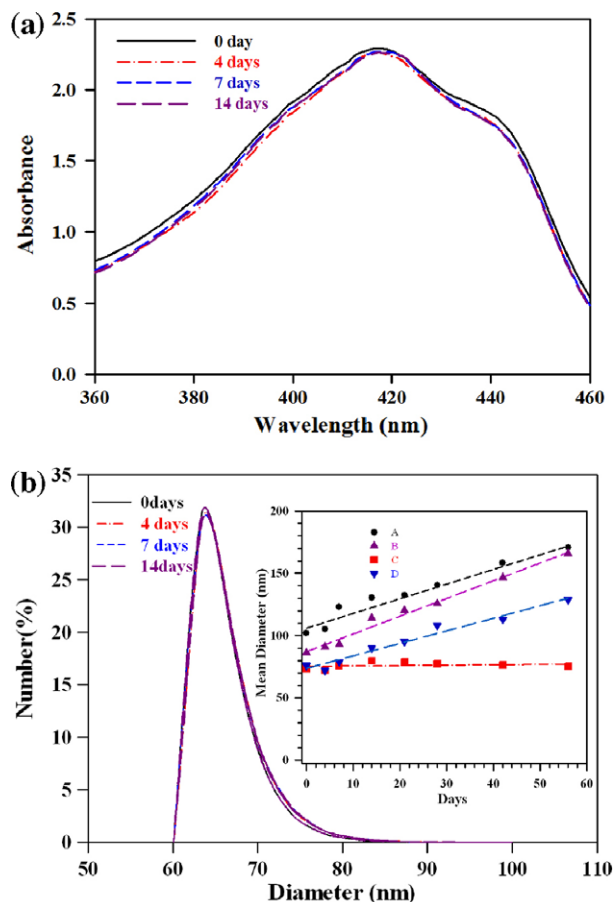 (a)
0 day
4 days
7 days
14 days
2.5
2.0
1.5
1.0
0.5
0.0
Absorbance
360 380 400 420 440 460
Wavelength (nm)
(b)
35
30
25
20
15
10
5
0
Number(%)
0days
4 days
7 days
14days
200
150
100
50
0
Mean Diameter (nm)
A
B
C
D
0 10 20 30 40 50 60
Days
50 60 70 80 90 100 110
Diameter (nm)